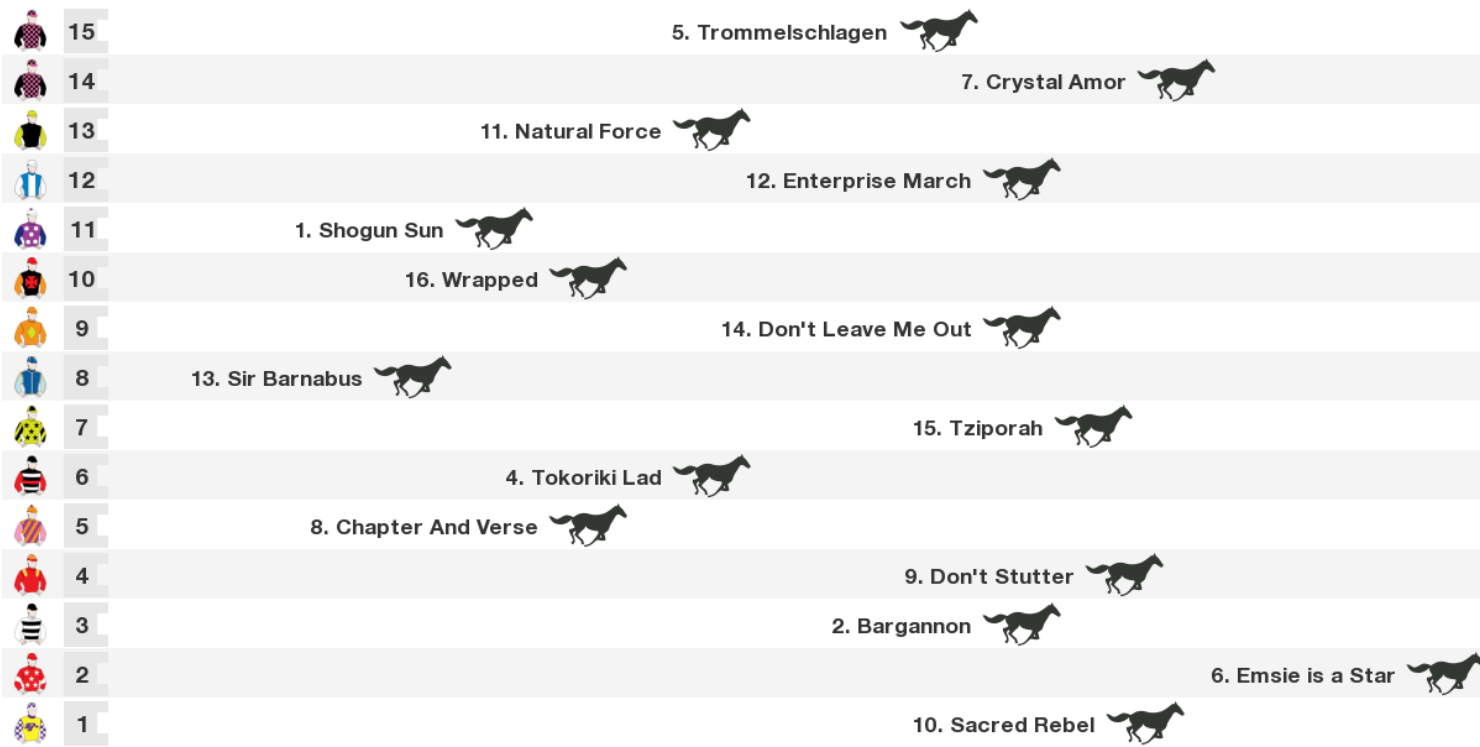 15 5. Trommelschlagen
14 7. Crystal Amor
13 11. Natural Force
12 12. Enterprise March
11 1. Shogun Sun
10 16. Wrapped
9 14. Don't Leave Me Out
8 13. Sir Barnabus
7 15. Tziporah
6 4. Tokoriki Lad
5 8. Chapter And Verse
4 9. Don't Stutter
3 2. Bargannon
2 6. Emsie is a Star
1 10. Sacred Rebel